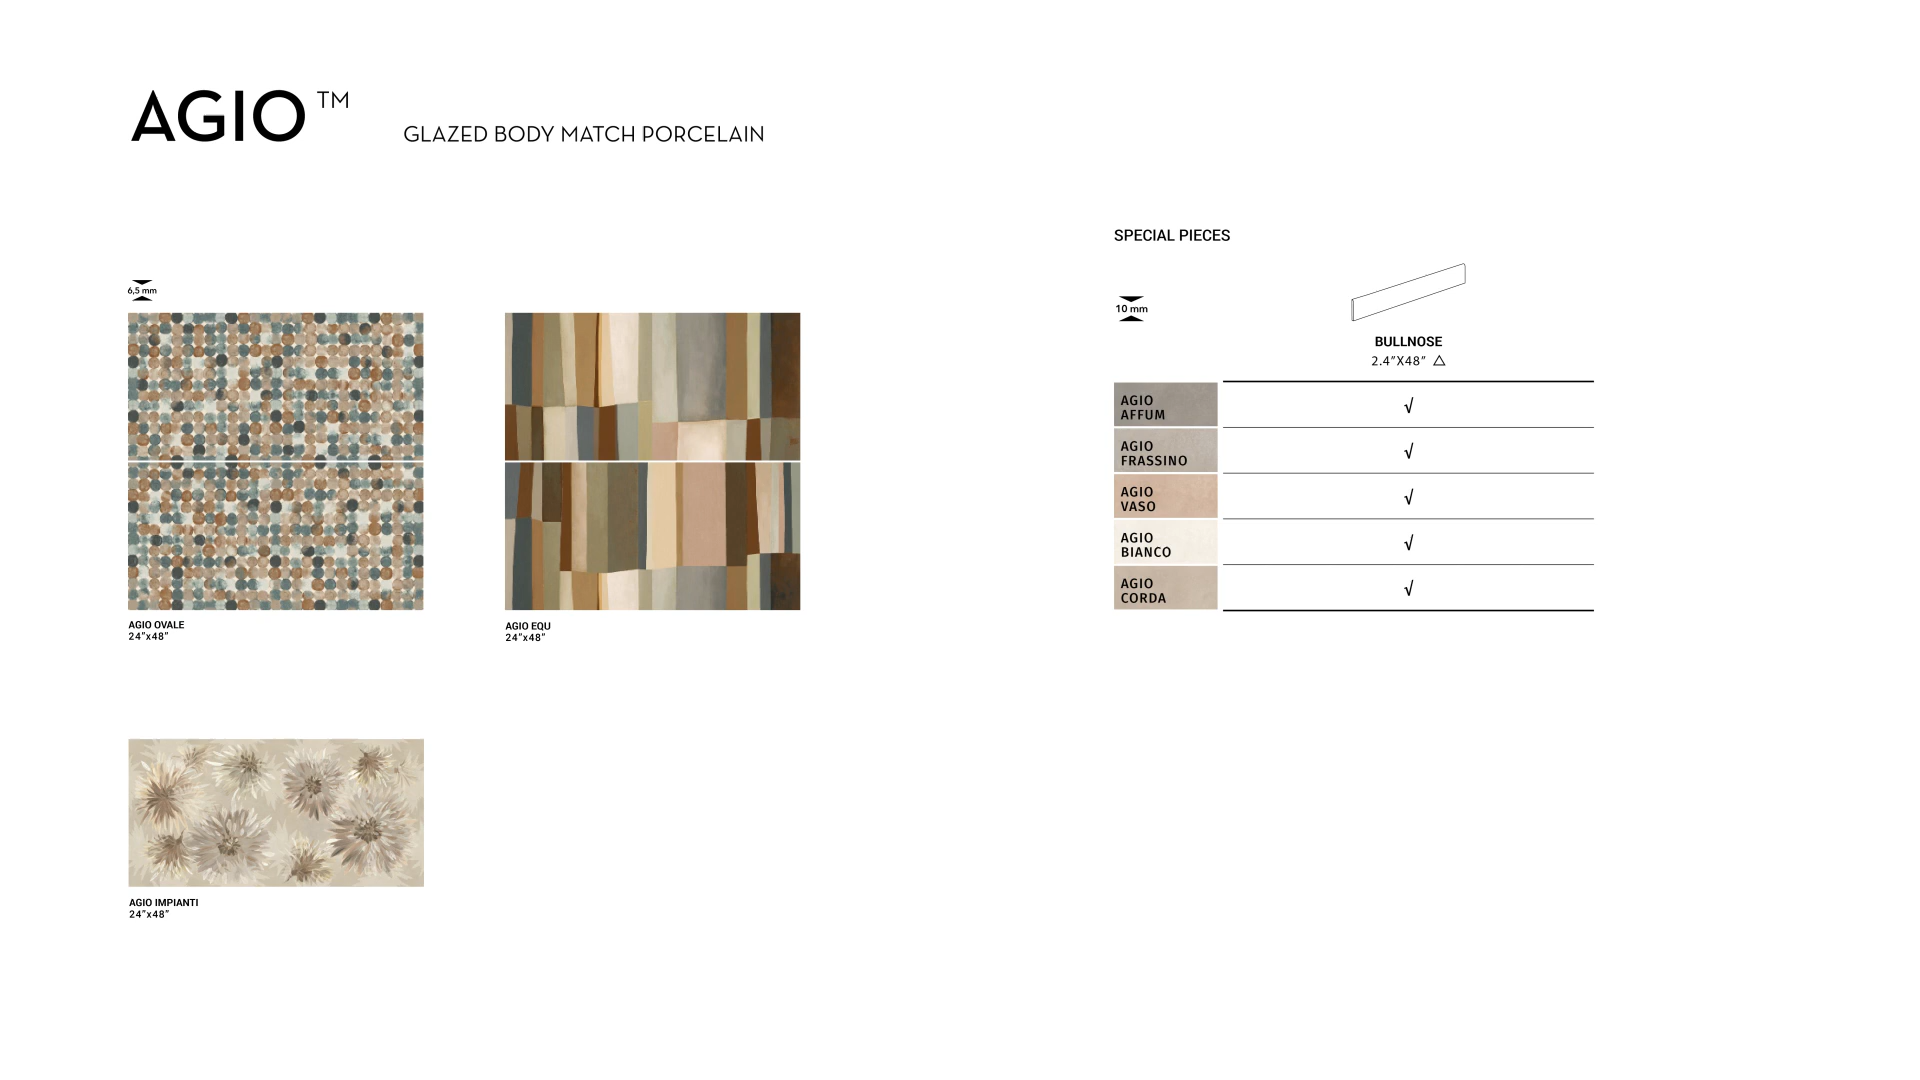 AGIO™
GLAZED BODY MATCH PORCELAIN
6,5 mm
AGIO OVALE
24”x48”
AGIO EQU
24”x48”
AGIO IMPIANTI
24”x48”
SPECIAL PIECES
10 mm
BULLNOSE
2.4”X48” △
AGIO
AFFUM
√
AGIO
FRASSINO
√
AGIO
VASO
√
AGIO
BIANCO
√
AGIO
CORDA
√